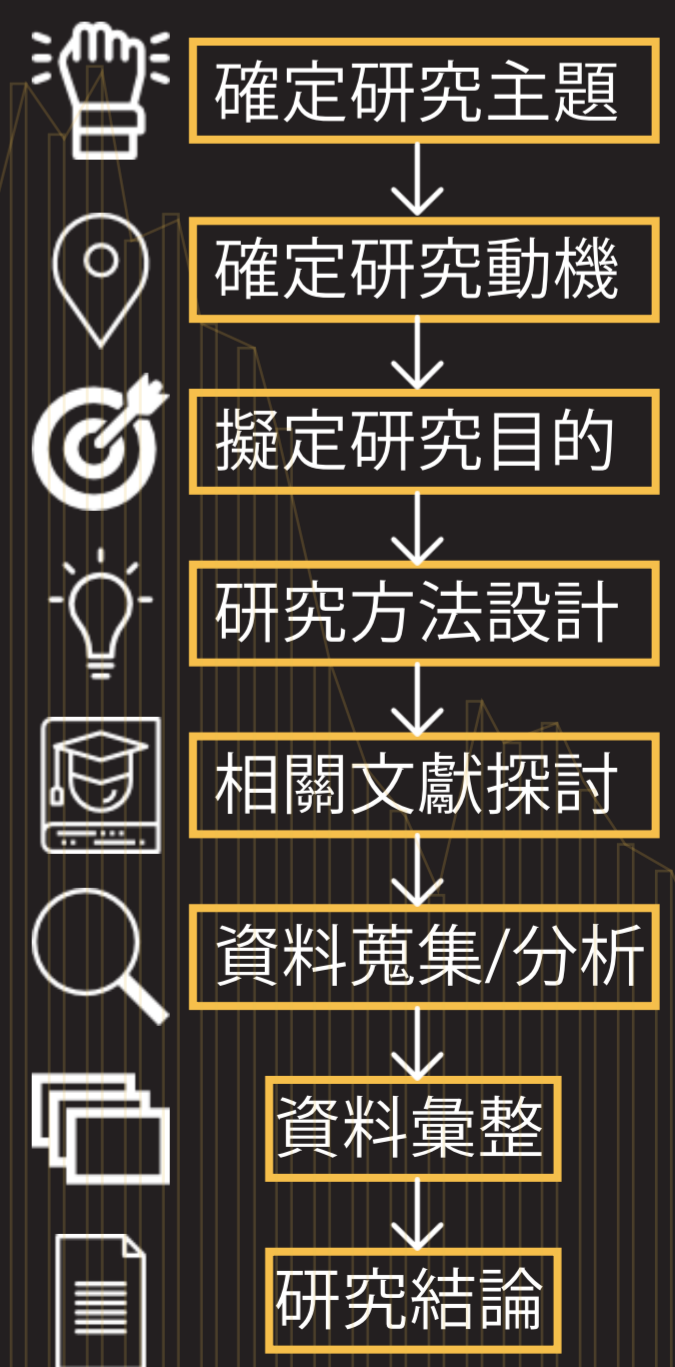 確定研究主題
確定研究動機
擬定研究目的
研究方法設計
相關文獻探討
資料蒐集/分析
資料彙整
研究結論